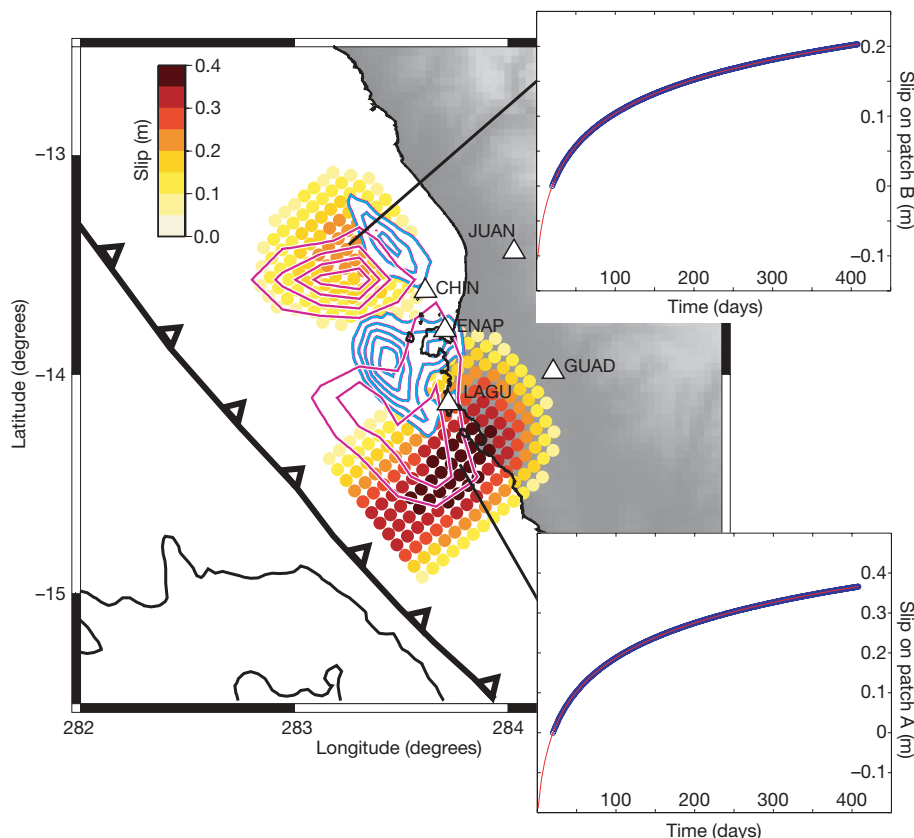 0.4
0.3
0.2
0.1
0.0
Slip (m)
−13
−14
−15
Latitude (degrees)
282
283
284
Longitude (degrees)
JUAN
CHIN
ENAP
GUAD
LAGU
0.2
0.1
0
−0.1
Slip on patch B (m)
100
200
300
400
Time (days)
0.4
0.3
0.2
0.1
0
−0.1
Slip on patch A (m)
100
200
300
400
Time (days)